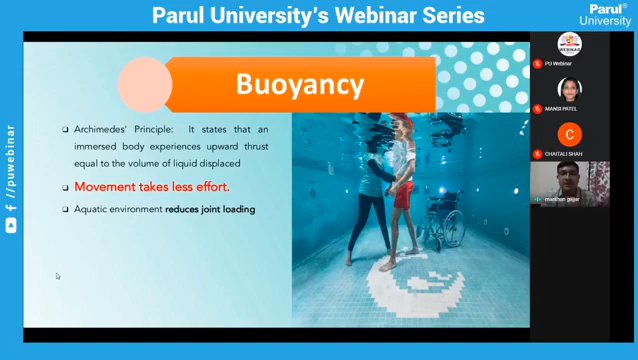 Parul University's Webinar Series
Parul®
University
Buoyancy
❑ Archimedes' Principle: It states that an
immersed body experiences upward thrust
equal to the volume of liquid displaced
❑ Movement takes less effort.
❑ Aquatic environment reduces joint loading
WEBINAR
PU Webinar
MANSI PATEL
C
CHAITALI SHAH
manthan gajjar
//puwebinar